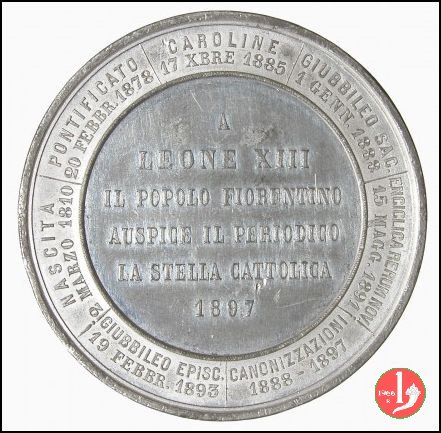 A
LEONE XIII
IL POPOLO FIORENTINO
AUSPICE IL PERIODICO
LA STELLA CATTOLICA
1897
NASCITA
2 MARZO 1810
PONTIFICATO
20 FEBBR. 1878
CAROLINE
17 XBRE 1885
GIUBBILEO SAC.
1 GENN. 1888
ENCICLICA RERUM NOV.
15 MAGG. 1891
CANONIZZAZIONI
1888 - 1897
GIUBBILEO EPISC.
19 FEBBR. 1893